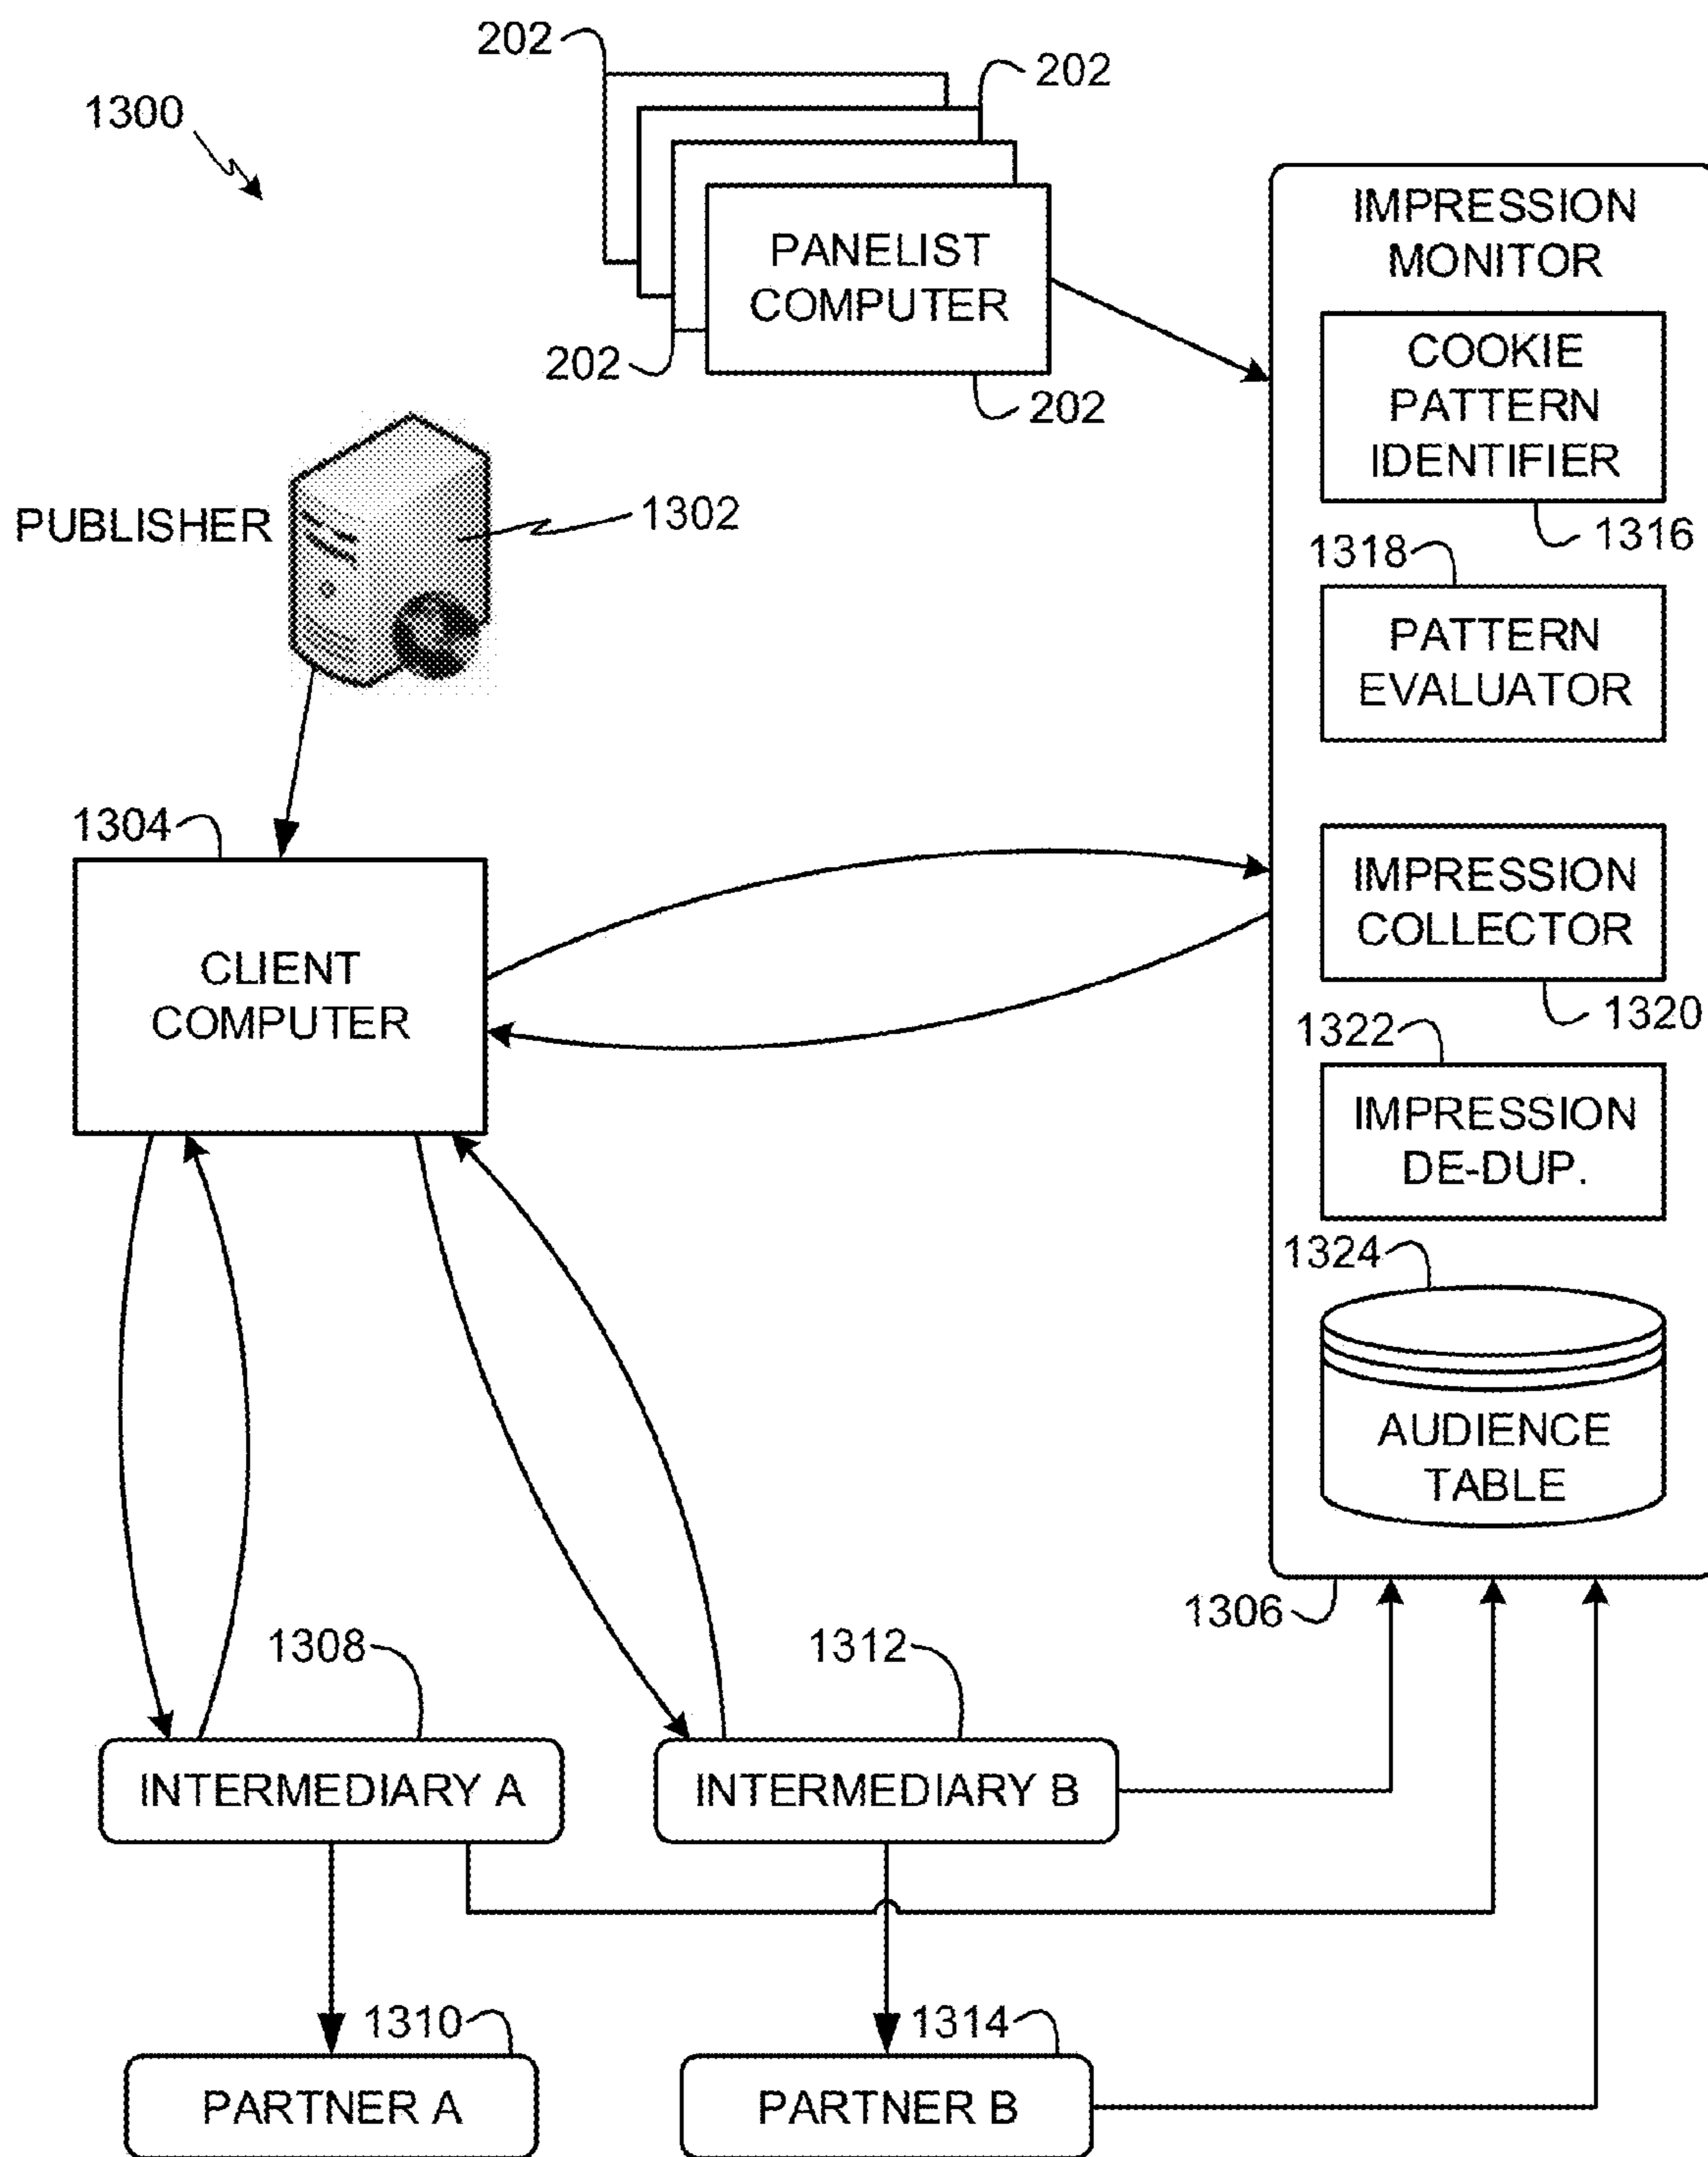 202
202
1300
PANELIST
COMPUTER
202
202
IMPRESSION
MONITOR
COOKIE
PATTERN
IDENTIFIER
1316
PUBLISHER
1302
1318
PATTERN
EVALUATOR
1304
CLIENT
COMPUTER
IMPRESSION
COLLECTOR
1320
1322
IMPRESSION
DE-DUP.
1324
AUDIENCE
TABLE
1306
1308
1312
INTERMEDIARY A
INTERMEDIARY B
1310
1314
PARTNER A
PARTNER B